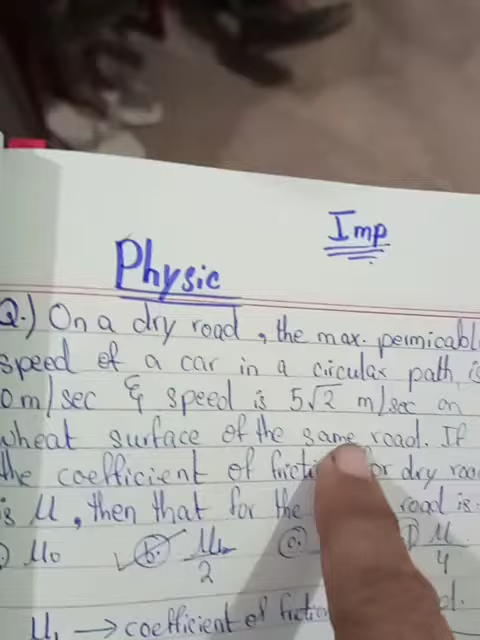 Imp
Physic
Q.) On a dry road, the max. permicabl
speed of a car in a circular path is
0 m/sec & speed is 5√2 m/sec on
wheat surface of the same road. If
the coefficient of fricti for dry roa
is μ, then that for the road is
μ0 b. μ/2 c. μ/4
μ1 → coefficient of friction